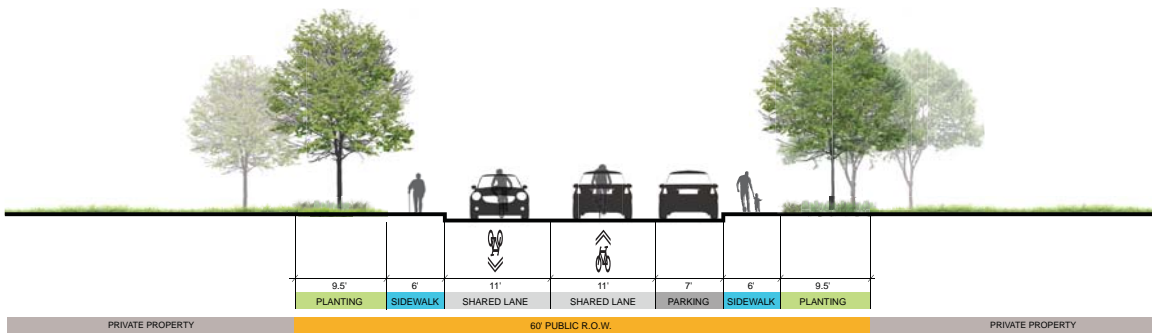 9.5' 6' 11' 11' 7' 6' 9.5'
PLANTING SIDEWALK SHARED LANE SHARED LANE PARKING SIDEWALK PLANTING
PRIVATE PROPERTY 60' PUBLIC R.O.W. PRIVATE PROPERTY